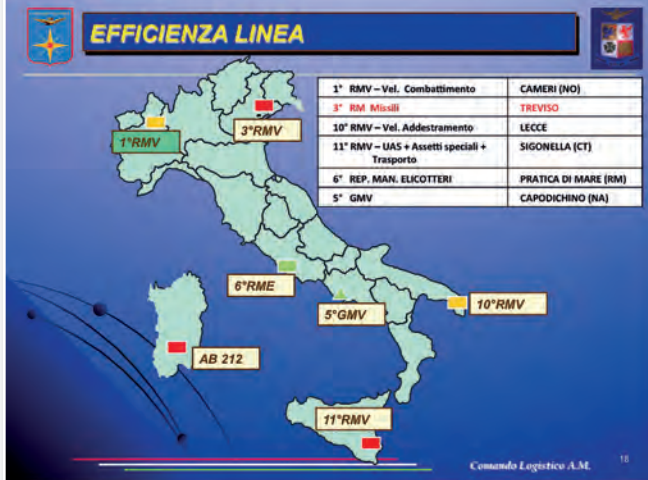 EFFICIENZA LINEA
1° RMV – Vel. Combattimento CAMERI (NO)
3° RM Missili TREVISO
10° RMV – Vel. Addestramento LECCE
11° RMV – UAS + Assetti speciali + SIGONELLA (CT)
Trasporto
6° REP. MAN. ELICOTTERI PRATICA DI MARE (RM)
5° GMV CAPODICHINO (NA)
1°RMV
3°RMV
6°RME
5°GMV
10°RMV
AB 212
11°RMV
Comando Logistico A.M.
16